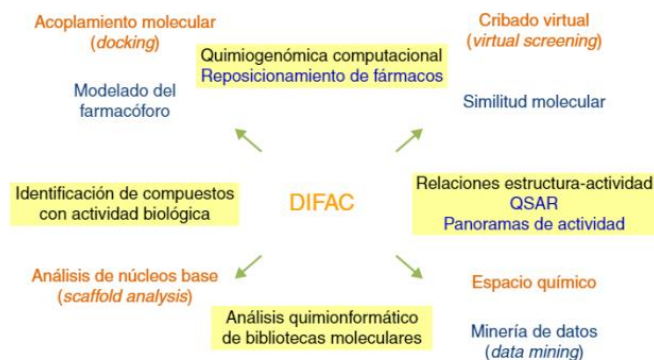 Acoplamiento molecular
(docking)
Cribado virtual
(virtual screening)
Quimiogenómica computacional
Reposicionamiento de fármacos
Modelado del
farmacóforo
Similitud molecular
Identificación de compuestos
con actividad biológica
DIFAC
Relaciones estructura-actividad
QSAR
Panoramas de actividad
Análisis de núcleos base
(scaffold analysis)
Espacio químico
Análisis quimionformático
de bibliotecas moleculares
Minería de datos
(data mining)